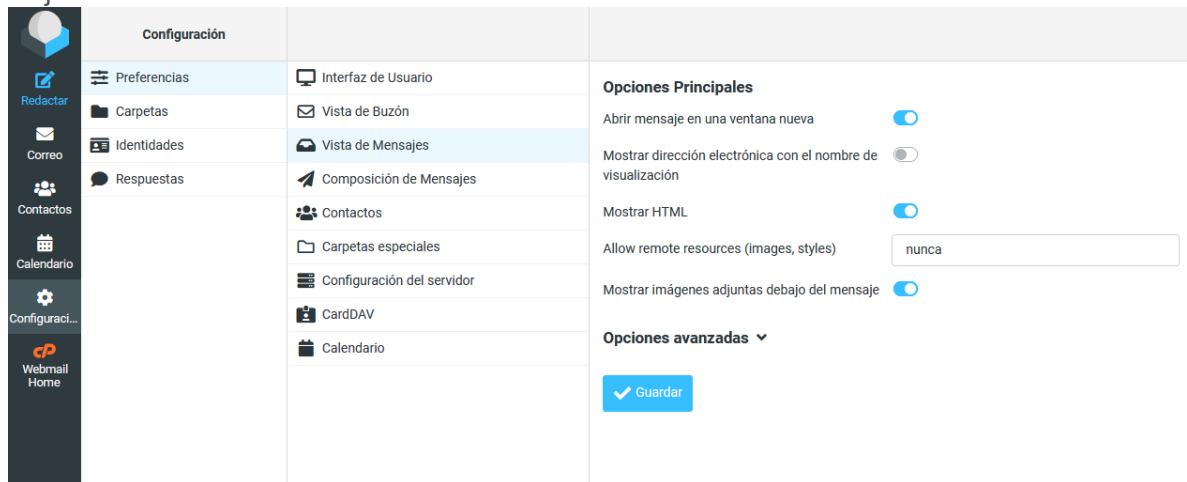 Configuración
Redactar
Correo
Contactos
Calendario
Configuraci...
cP
Webmail
Home
Preferencias
Carpetas
Identidades
Respuestas
Interfaz de Usuario
Vista de Buzón
Vista de Mensajes
Composición de Mensajes
Contactos
Carpetas especiales
Configuración del servidor
CardDAV
Calendario
Opciones Principales
Abrir mensaje en una ventana nueva
Mostrar dirección electrónica con el nombre de
visualización
Mostrar HTML
Allow remote resources (images, styles)
nunca
Mostrar imágenes adjuntas debajo del mensaje
Opciones avanzadas
Guardar